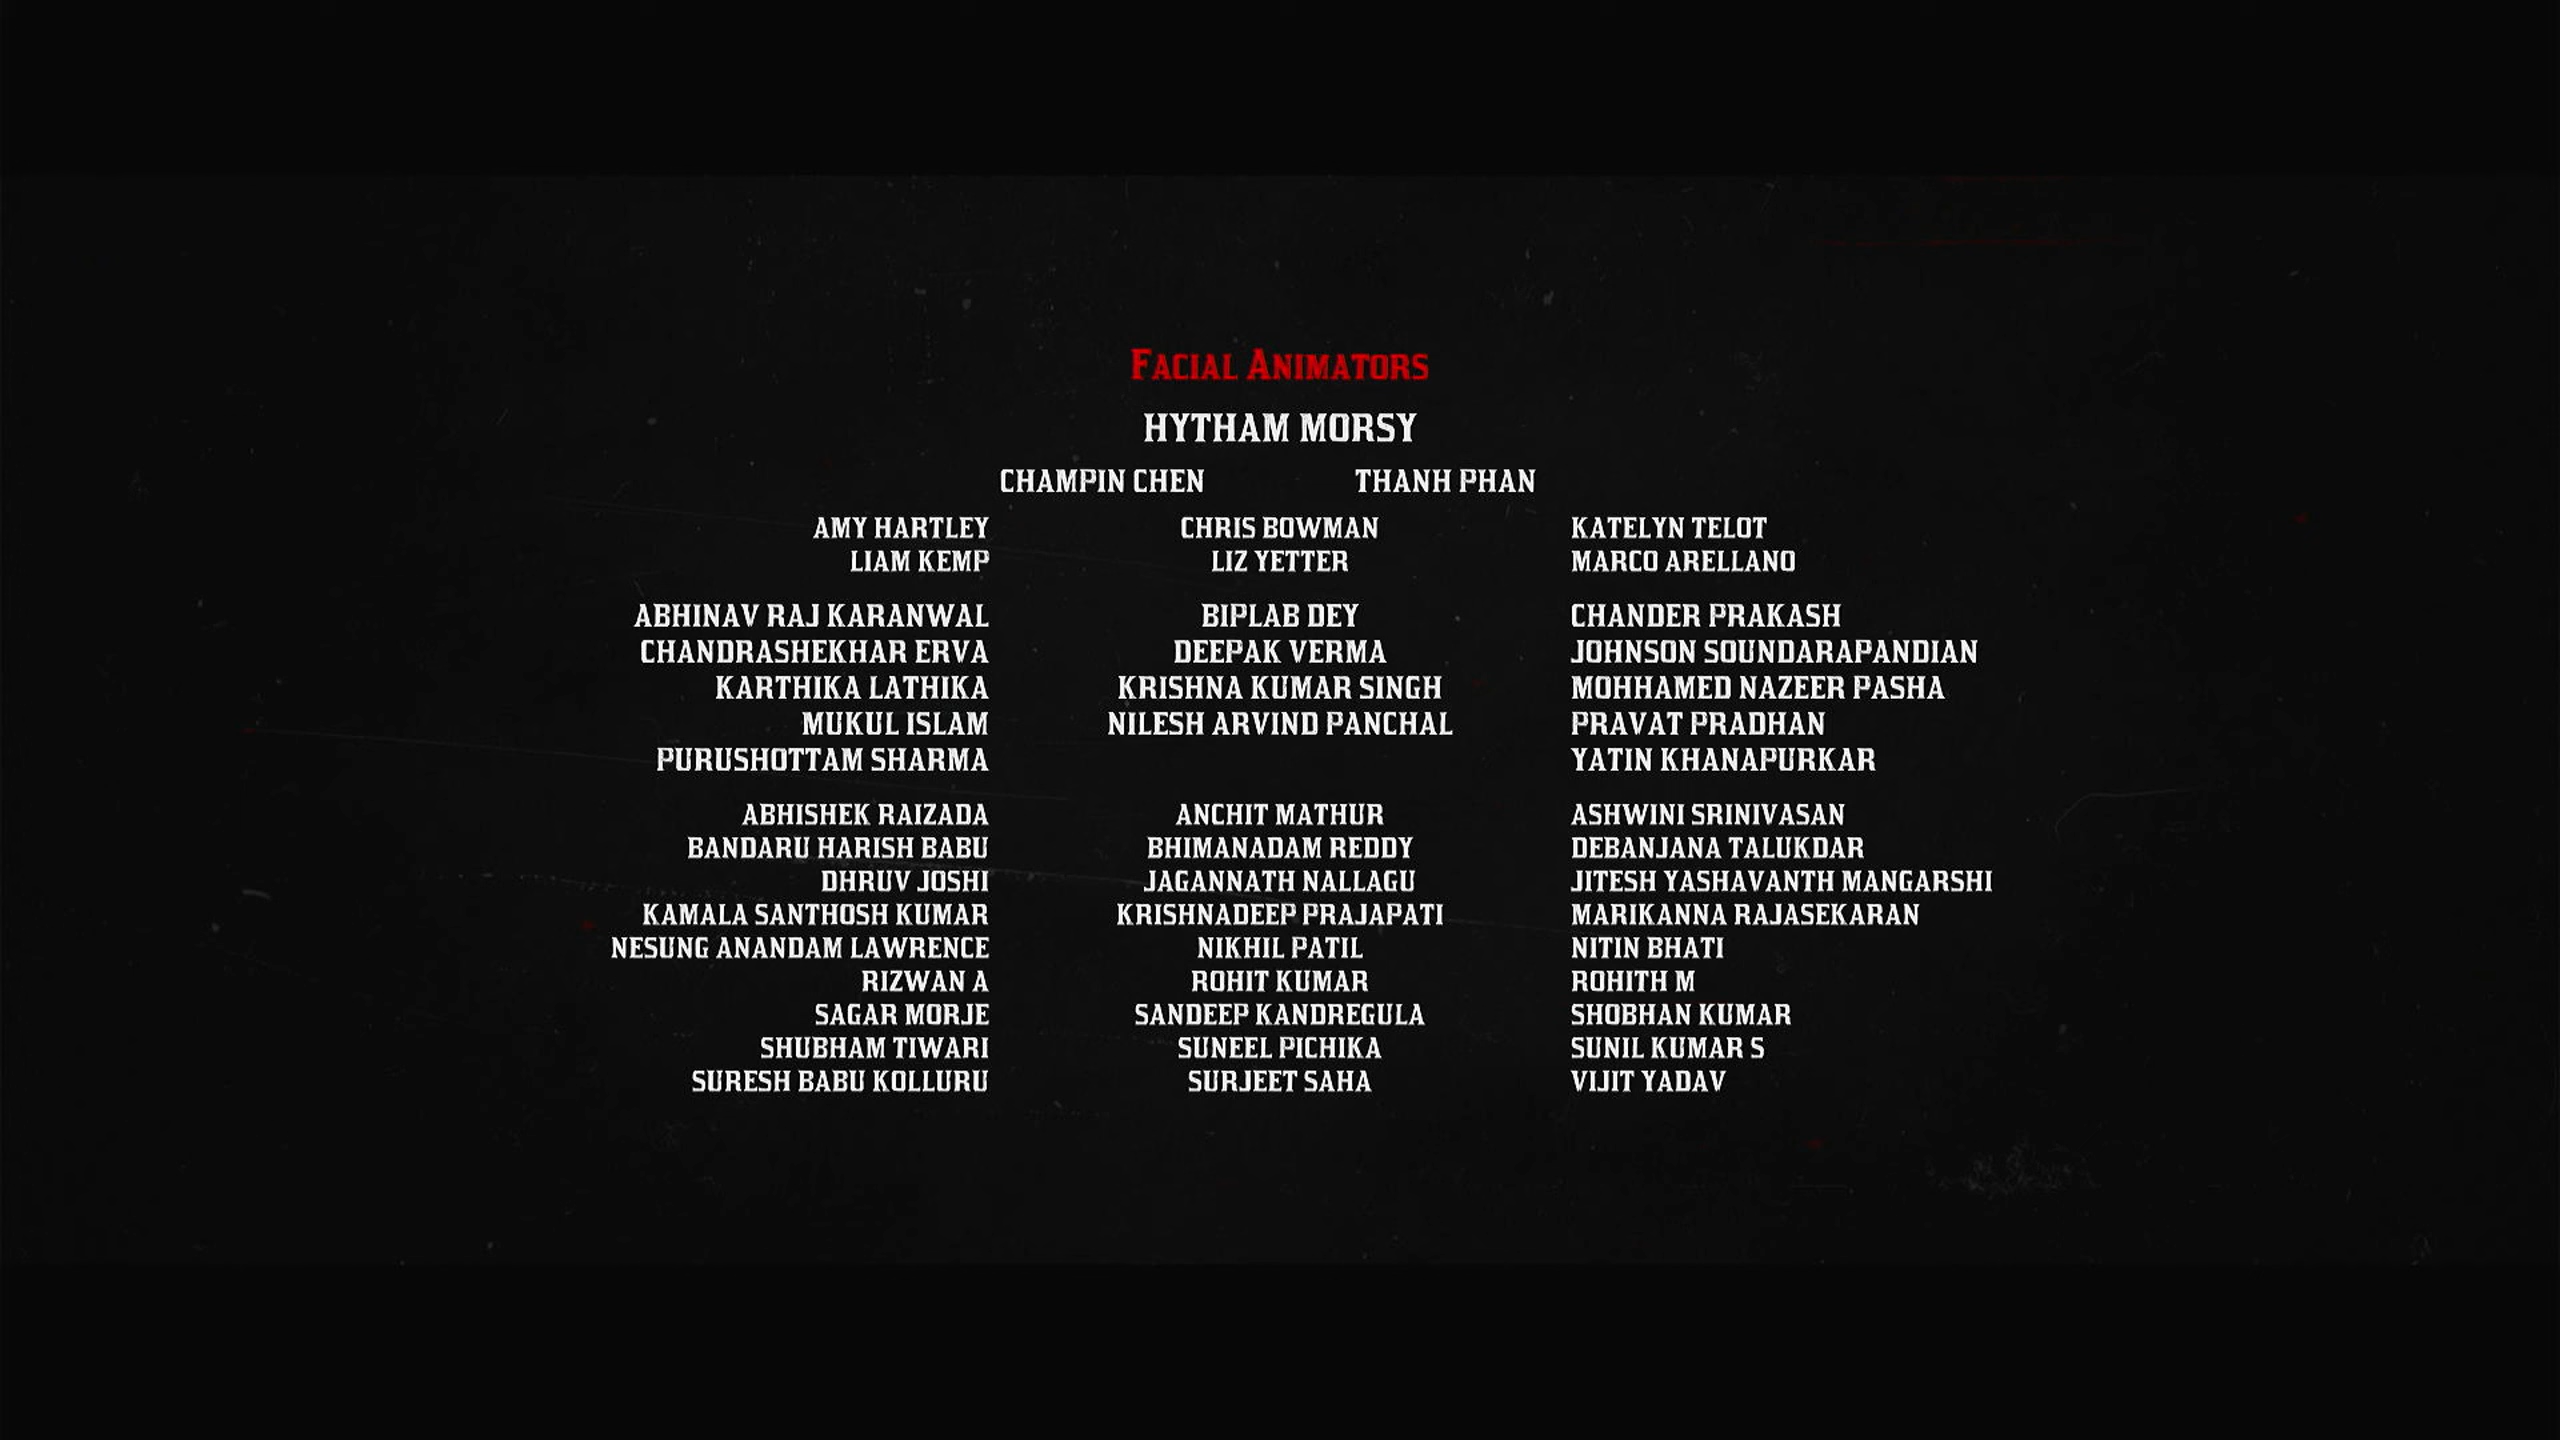 FACIAL ANIMATORS
HYTHAM MORSY
CHAMPIN CHEN THANH PHAN
AMY HARTLEY CHRIS BOWMAN KATELYN TELOT
LIAM KEMP LIZ YETTER MARCO ARELLANO
ABHINAV RAJ KARANWAL BIPLAB DEY CHANDER PRAKASH
CHANDRASHEKHAR ERVA DEEPAK VERMA JOHNSON SOUNDARAPANDIAN
KARTHIKA LATHIKA KRISHNA KUMAR SINGH MOHHAMED NAZEER PASHA
MUKUL ISLAM NILESH ARVIND PANCHAL PRAVAT PRADHAN
PURUSHOTTAM SHARMA YATIN KHANAPURKAR
ABHISHEK RAIZADA ANCHIT MATHUR ASHWINI SRINIVASAN
BANDARU HARISH BABU BHIMANADAM REDDY DEBANJANA TALUKDAR
DHRUV JOSHI JAGANNATH NALLAGU JITESH YASHAVANTH MANGARSHI
KAMALA SANTHOSH KUMAR KRISHNADEEP PRAJAPATI MARIKANNA RAJASEKARAN
NESUNG ANANDAM LAWRENCE NIKHIL PATIL NITIN BHATI
RIZWAN A ROHIT KUMAR ROHITH M
SAGAR MORJE SANDEEP KANDREGULA SHOBHAN KUMAR
SHUBHAM TIWARI SUNEEL PICHIKA SUNIL KUMAR S
SURESH BABU KOLLURU SURJEET SAHA VIJIT YADAV